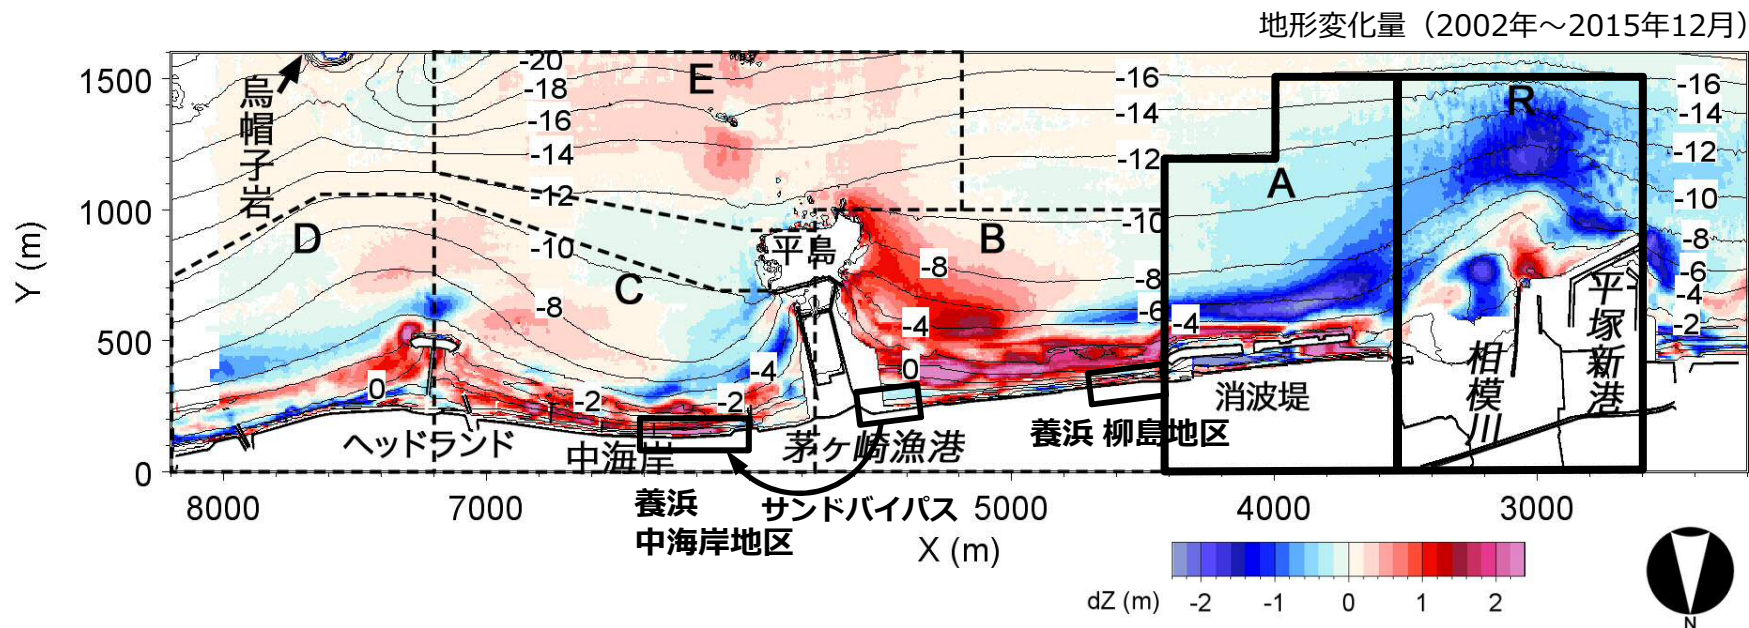 地形変化量（2002年～2015年12月）
1500
1000
500
0
Y (m)
烏帽子岩
-20
-18
-16
-14
-12
-10
-8
E
D
C
平島
B
-8
-4
0
-4
-2
-2
0
-16
-14
-12
-10
-8
-6
-4
A
R
-16
-14
-12
-10
-8
-6
-4
-2
ヘッドランド
中海岸
茅ヶ崎漁港
養浜 柳島地区
消波堤
相模川
平塚新港
8000
7000
5000
4000
3000
養浜
中海岸地区
サンドバイパス
X (m)
dZ (m)
-2
-1
0
1
2
N